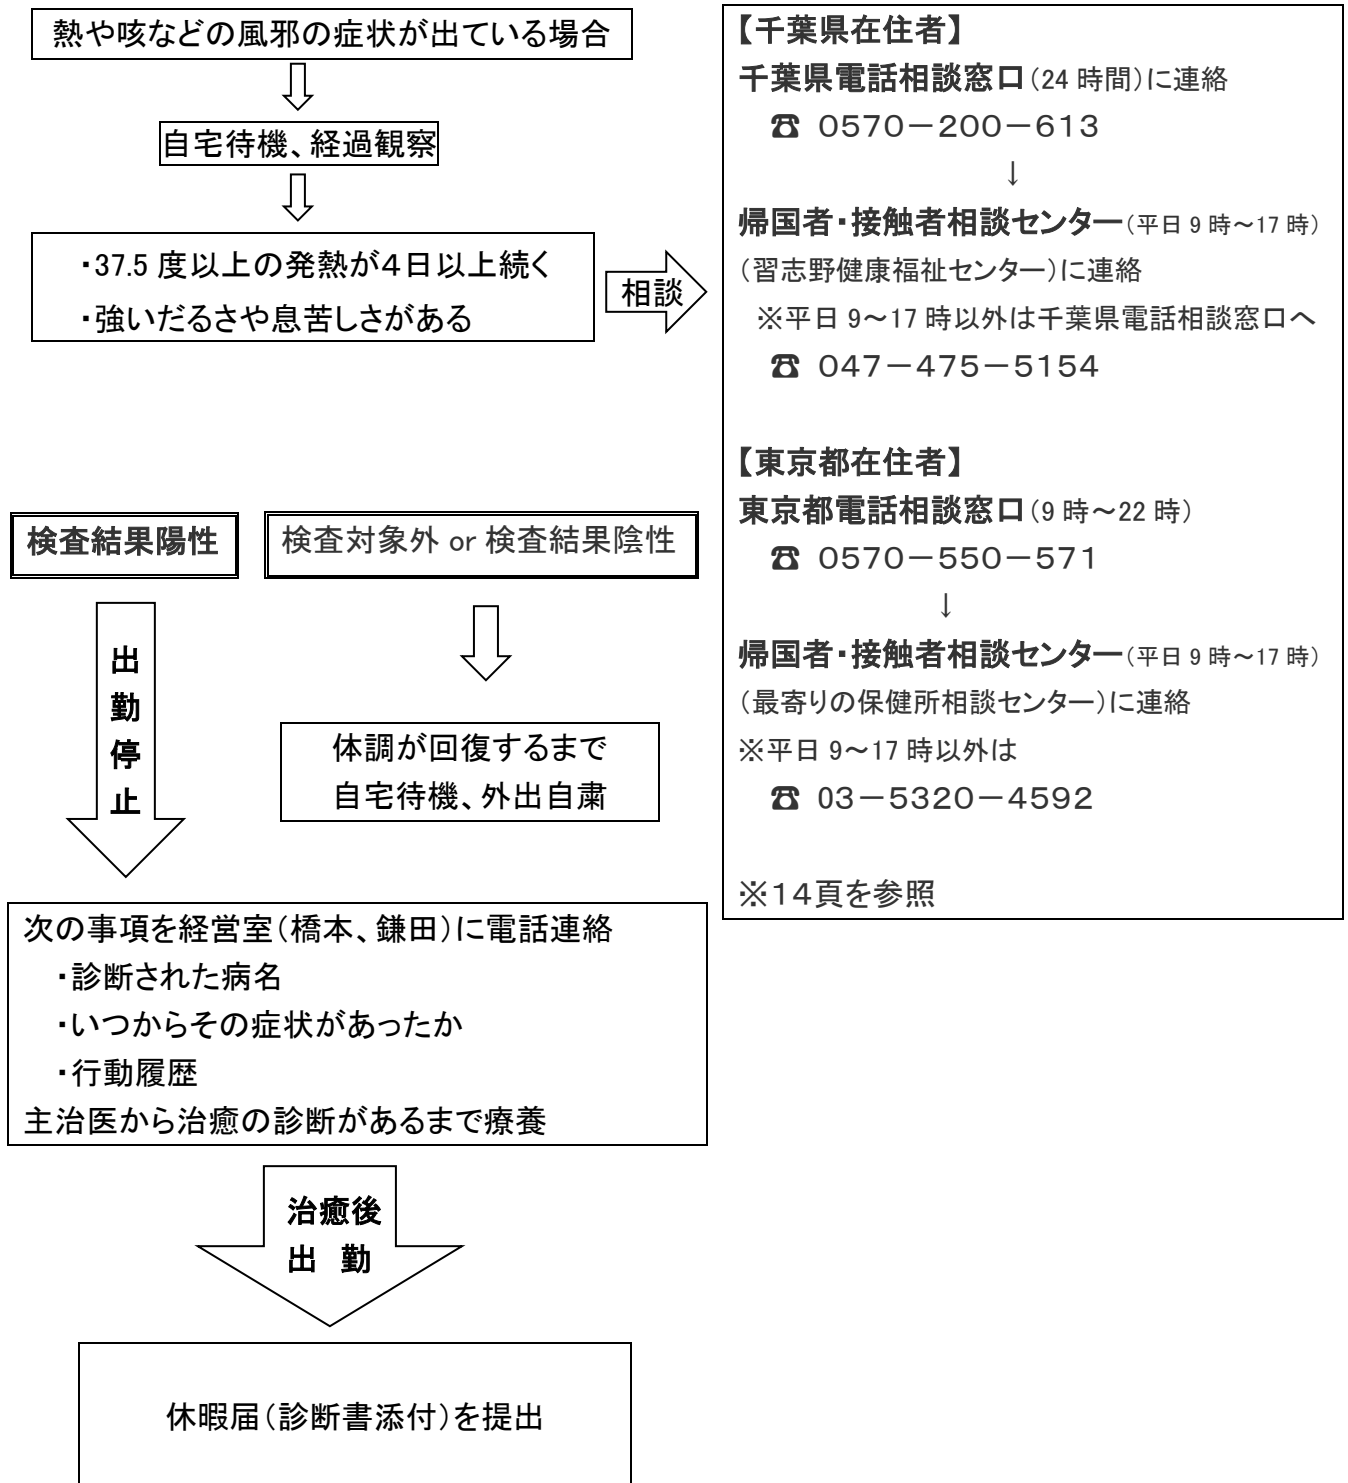 熱や咳などの風邪の症状が出ている場合
自宅待機、経過観察
・37.5 度以上の発熱が４日以上続く
・強いだるさや息苦しさがある
相談
【千葉県在住者】
千葉県電話相談窓口（24 時間）に連絡
☎ ０５７０－２００－６１３
↓
帰国者・接触者相談センター（平日 9 時～17 時）
（習志野健康福祉センター）に連絡
※平日 9～17 時以外は千葉県電話相談窓口へ
☎ ０４７－４７５－５１５４
【東京都在住者】
東京都電話相談窓口（9 時～22 時）
☎ ０５７０－５５０－５７１
↓
帰国者・接触者相談センター（平日 9 時～17 時）
（最寄りの保健所相談センター）に連絡
※平日 9～17 時以外は
☎ ０３－５３２０－４５９２
※１４頁を参照
検査結果陽性
検査対象外 or 検査結果陰性
出
勤
停
止
体調が回復するまで
自宅待機、外出自粛
次の事項を経営室（橋本、鎌田）に電話連絡
・診断された病名
・いつからその症状があったか
・行動履歴
主治医から治癒の診断があるまで療養
治癒後
出　勤
休暇届（診断書添付）を提出